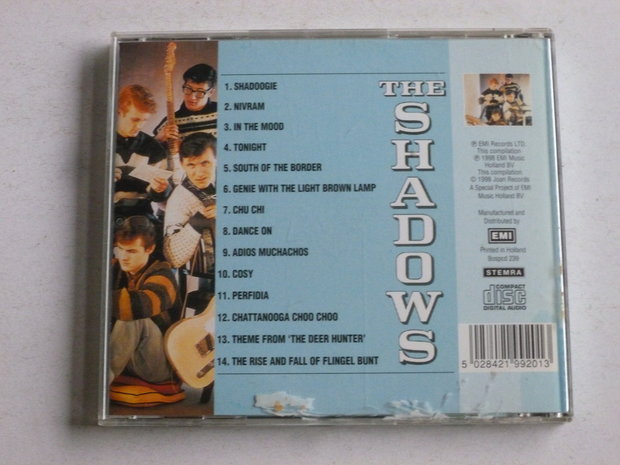 1. SHADOOGIE
2. NIVRAM
3. IN THE MOOD
4. TONIGHT
5. SOUTH OF THE BORDER
6. GENIE WITH THE LIGHT BROWN LAMP
7. CHU CHI
8. DANCE ON
9. ADIOS MUCHACHOS
10. COSY
11. PERFIDIA
12. CHATTANOOGA CHOO CHOO
13. THEME FROM 'THE DEER HUNTER'
14. THE RISE AND FALL OF FLINGEL BUNT
THE
SHADOWS
℗ EMI Records LTD.
This compilation
℗ 1998 EMI Music
Holland BV
This compilation
© 1998 Joan Records
A Special Project of EMI
Music Holland BV
Manufactured and
Distributed by
EMI
Printed in Holland
Bospcd 239
STEMRA
COMPACT
disc
DIGITAL AUDIO
5 028421 992013